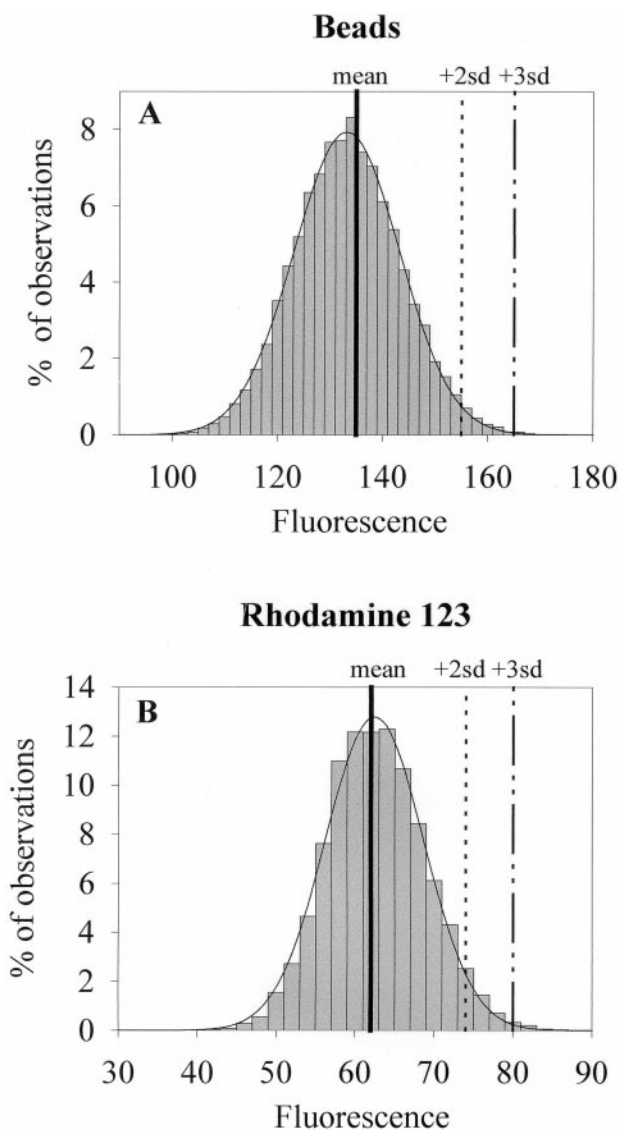 Beads
mean +2sd +3sd
A
8
6
4
2
0
% of observations
100 120 140 160 180
Fluorescence
Rhodamine 123
mean +2sd +3sd
B
14
12
10
8
6
4
2
0
% of observations
30 40 50 60 70 80 90
Fluorescence